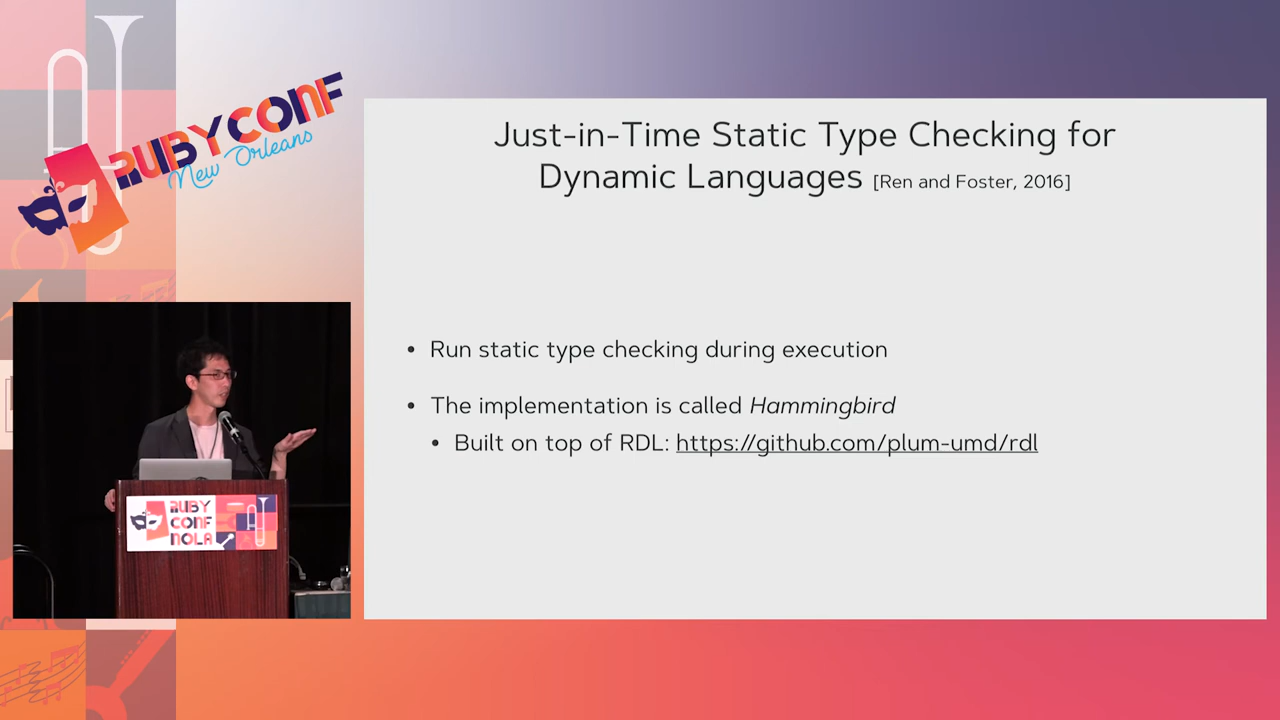 RUBYCONF
New Orleans
RUBY
CONF
NOLA
Just-in-Time Static Type Checking for
Dynamic Languages [Ren and Foster, 2016]
• Run static type checking during execution
• The implementation is called Hammingbird
• Built on top of RDL: https://github.com/plum-umd/rdl